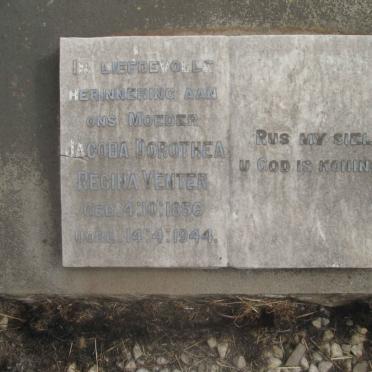 IN LIEFDEVOLLE
HERINNERING AAN
ONS MOEDER
JACOBA DOROTHEA
REGINA VENTER
GEB. 4.10.1856
OORL. 14.4.1944.
RUS MY SIEL
U GOD IS KONING